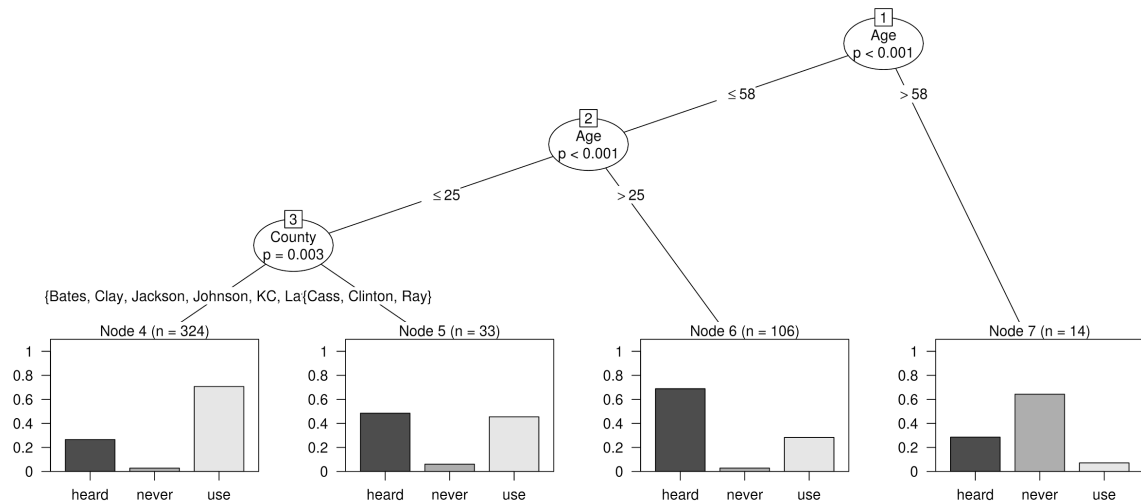 1
Age
p < 0.001
≤ 58
> 58
2
Age
p < 0.001
≤ 25
> 25
3
County
p = 0.003
{Bates, Clay, Jackson, Johnson, KC, La
{Cass, Clinton, Ray}
Node 4 (n = 324)
1
0.8
0.6
0.4
0.2
0
heard never use
Node 5 (n = 33)
1
0.8
0.6
0.4
0.2
0
heard never use
Node 6 (n = 106)
1
0.8
0.6
0.4
0.2
0
heard never use
Node 7 (n = 14)
1
0.8
0.6
0.4
0.2
0
heard never use